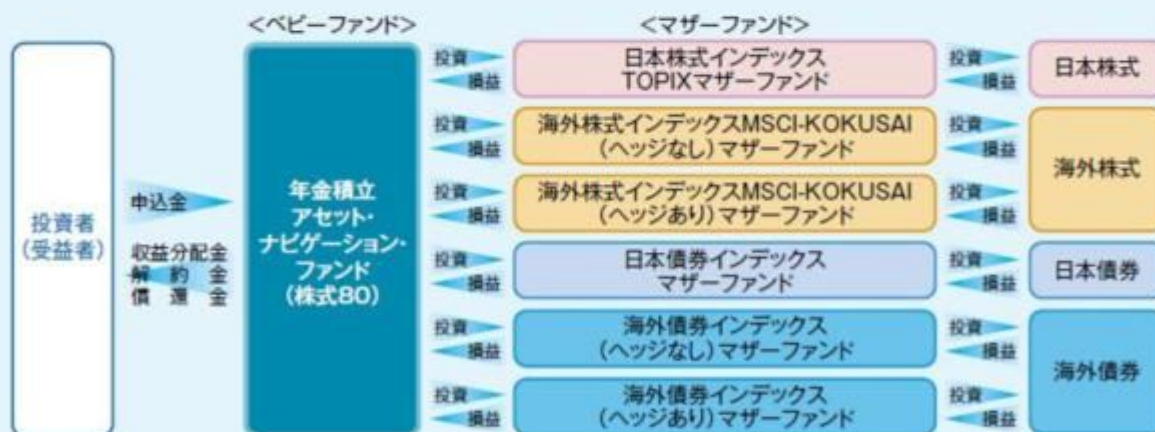 ＜ベビーファンド＞
＜マザーファンド＞
投資者
(受益者)
申込金
収益分配金
解約金
償還金
年金積立
アセット・
ナビゲーション・
ファンド
(株式80)
投資
損益
日本株式インデックス
TOPIXマザーファンド
投資
損益
日本株式
投資
損益
海外株式インデックスMSCI-KOKUSAI
(ヘッジなし)マザーファンド
投資
損益
海外株式
投資
損益
海外株式インデックスMSCI-KOKUSAI
(ヘッジあり)マザーファンド
投資
損益
投資
損益
日本債券インデックス
マザーファンド
投資
損益
日本債券
投資
損益
海外債券インデックス
(ヘッジなし)マザーファンド
投資
損益
海外債券
投資
損益
海外債券インデックス
(ヘッジあり)マザーファンド
投資
損益